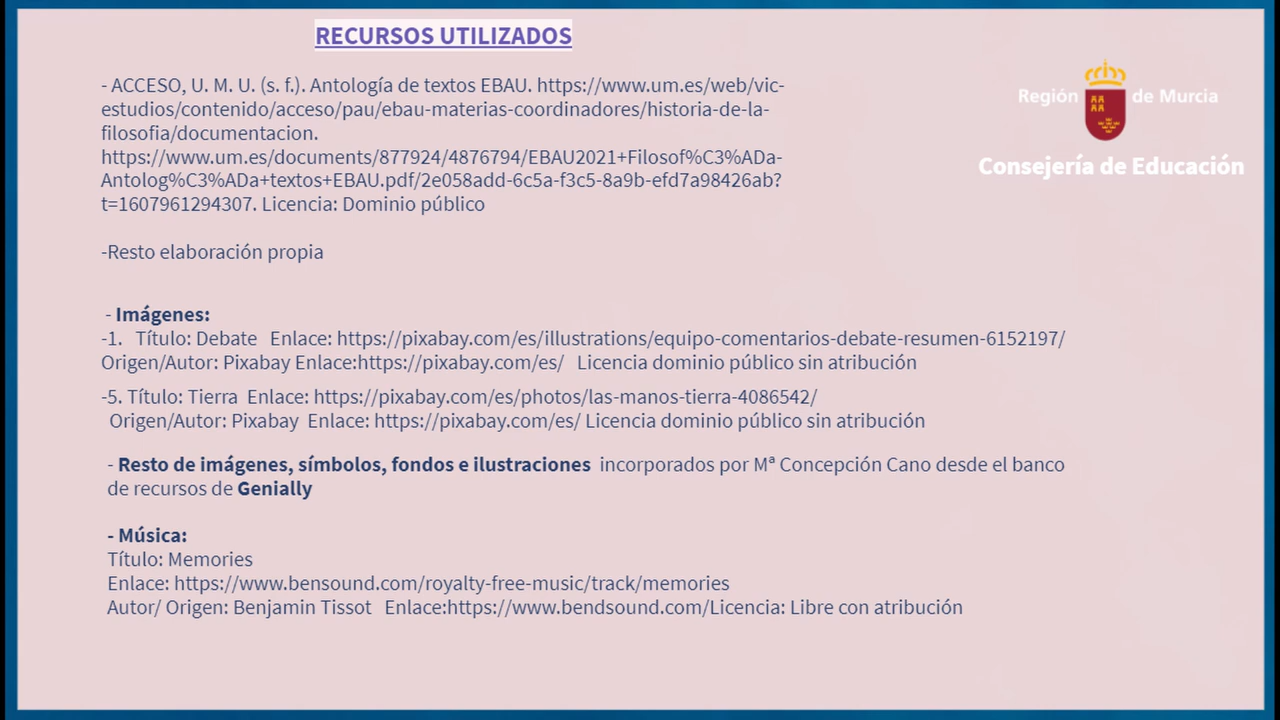 RECURSOS UTILIZADOS
- ACCESO, U. M. U. (s. f.). Antología de textos EBAU. https://www.um.es/web/vic-
estudios/contenido/acceso/pau/ebau-materias-coordinadores/historia-de-la-
filosofia/documentacion.
https://www.um.es/documents/877924/4876794/EBAU2021+Filosof%C3%ADa-
Antolog%C3%ADa+textos+EBAU.pdf/2e058add-6c5a-f3c5-8a9b-efd7a98426ab?
t=1607961294307. Licencia: Dominio público
-Resto elaboración propia
- Imágenes:
-1. Título: Debate Enlace: https://pixabay.com/es/illustrations/equipo-comentarios-debate-resumen-6152197/
Origen/Autor: Pixabay Enlace:https://pixabay.com/es/ Licencia dominio público sin atribución
-5. Título: Tierra Enlace: https://pixabay.com/es/photos/las-manos-tierra-4086542/
Origen/Autor: Pixabay Enlace: https://pixabay.com/es/ Licencia dominio público sin atribución
- Resto de imágenes, símbolos, fondos e ilustraciones incorporados por Mª Concepción Cano desde el banco
de recursos de Genially
- Música:
Título: Memories
Enlace: https://www.bensound.com/royalty-free-music/track/memories
Autor/ Origen: Benjamin Tissot Enlace:https://www.bendsound.com/Licencia: Libre con atribución
Región de Murcia
Consejería de Educación